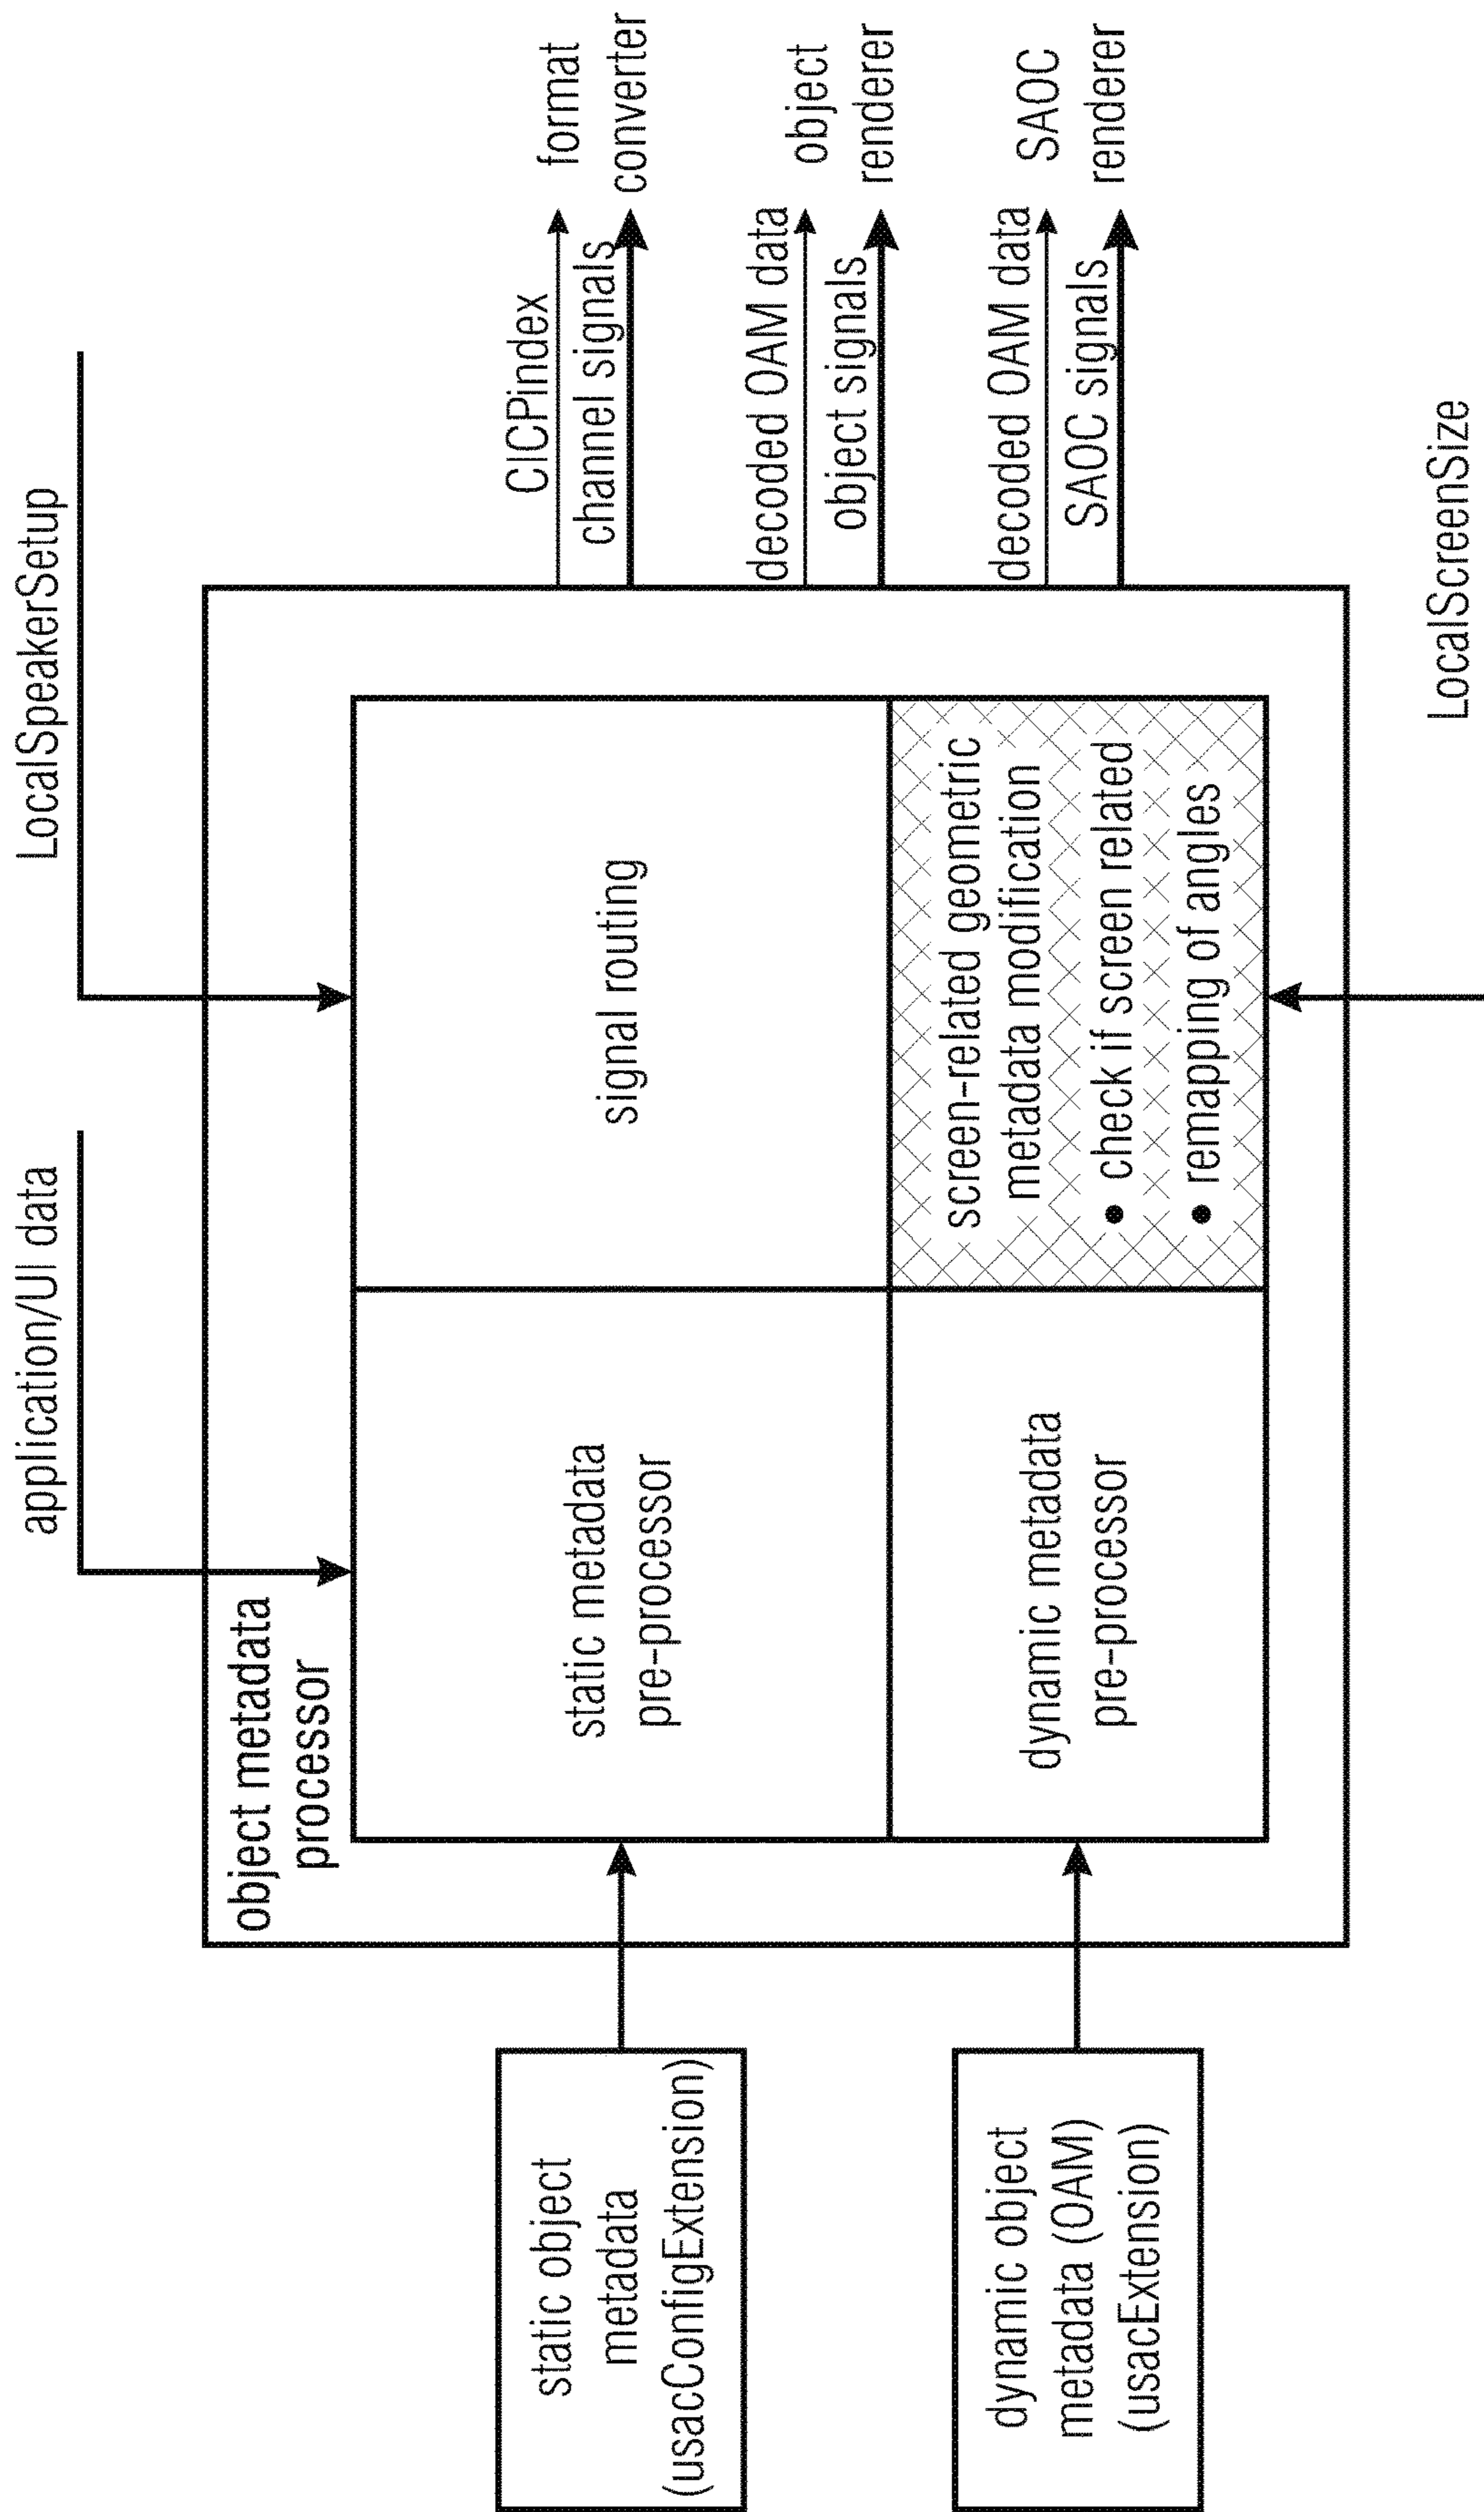 application/UI data
LocalSpeakerSetup
object metadata
processor
static object
metadata
(usacConfigExtension)
static metadata
pre-processor
signal routing
CICPindex
channel signals
format
converter
decoded OAM data
object signals
object
renderer
dynamic object
metadata (OAM)
(usacExtension)
dynamic metadata
pre-processor
screen-related geometric
metadata modification
• check if screen related
• remapping of angles
decoded OAM data
SAOC signals
SAOC
renderer
LocalScreenSize